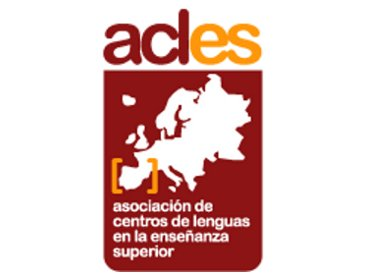 acles
[ ]
asociación de
centros de lenguas
en la enseñanza
superior